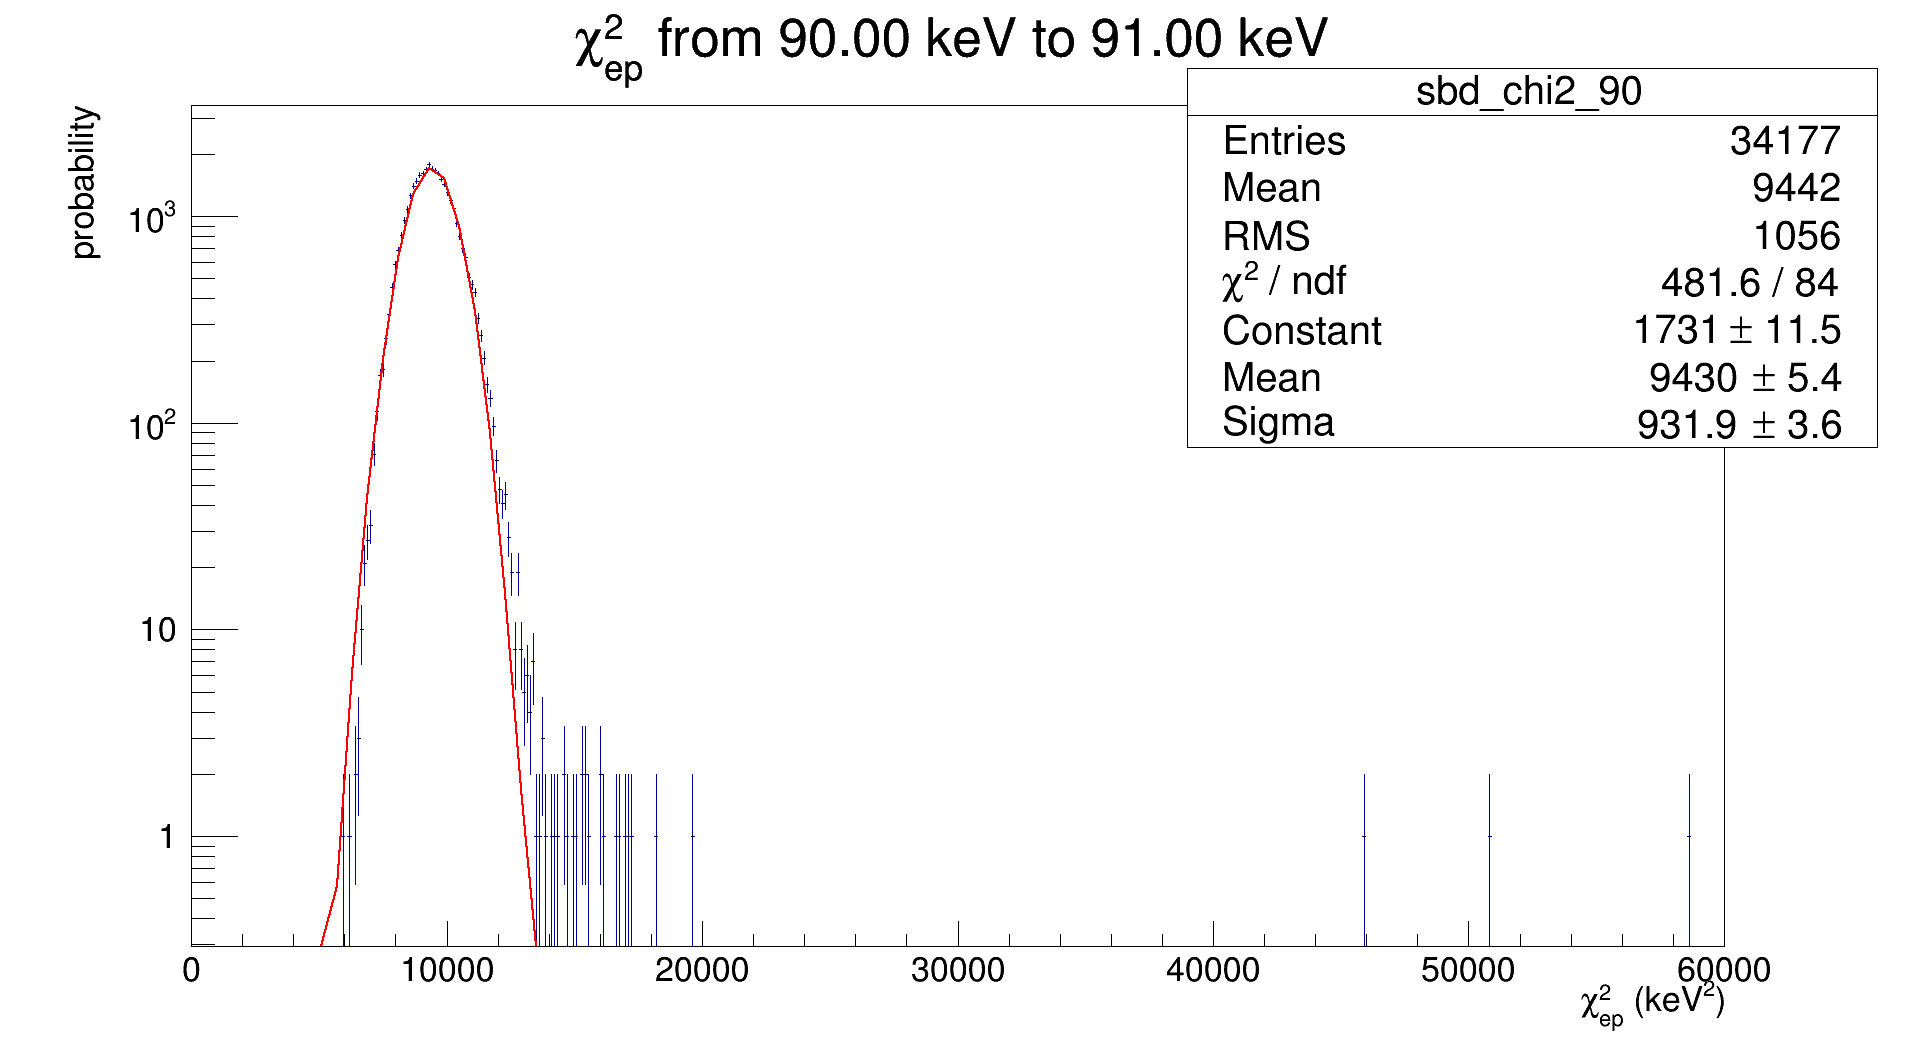 χ²ep from 90.00 keV to 91.00 keV
sbd_chi2_90
Entries 34177
Mean 9442
RMS 1056
χ² / ndf 481.6 / 84
Constant 1731 ± 11.5
Mean 9430 ± 5.4
Sigma 931.9 ± 3.6
probability
10³
10²
10
1
0 10000 20000 30000 40000 50000 60000
χ²ep (keV²)